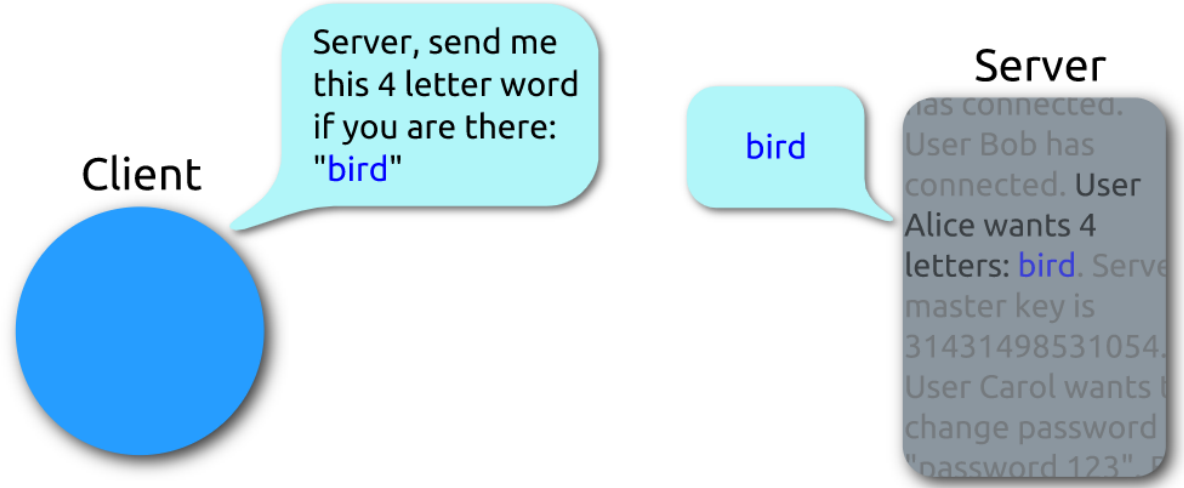 Client
Server, send me
this 4 letter word
if you are there:
"bird"
bird
Server
has connected.
User Bob has
connected. User
Alice wants 4
letters: bird. Serve
master key is
31431498531054.
User Carol wants t
change password
"password 123".